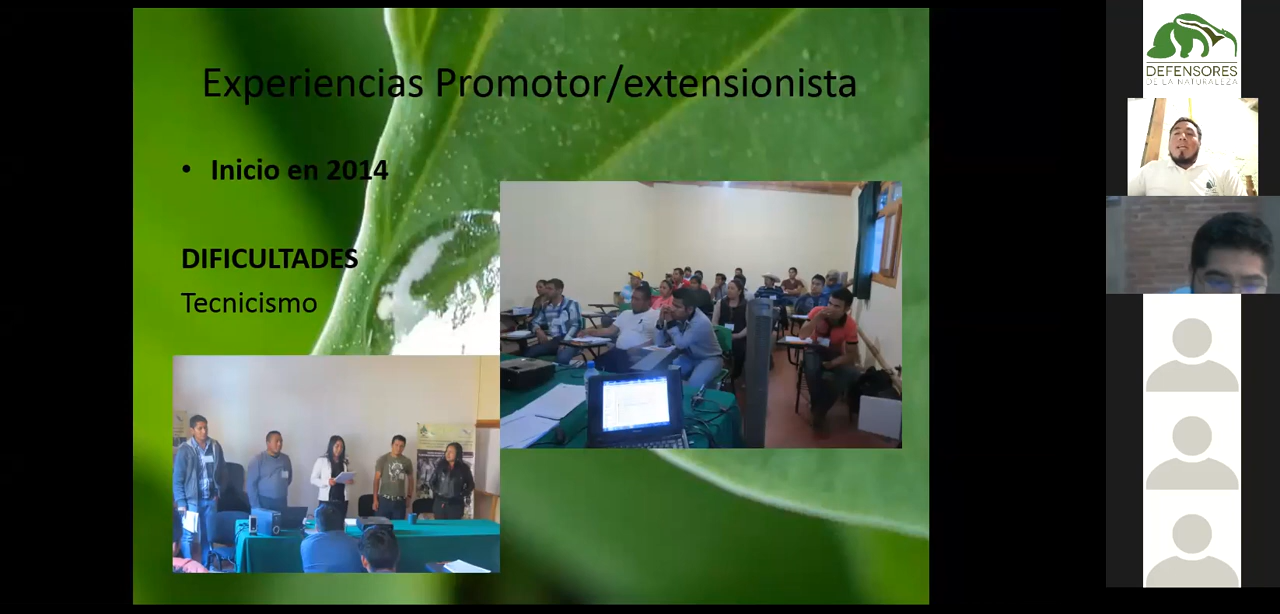 Experiencias Promotor/extensionista
• Inicio en 2014
DIFICULTADES
Tecnicismo
DEFENSORES
DE LA NATURALEZA